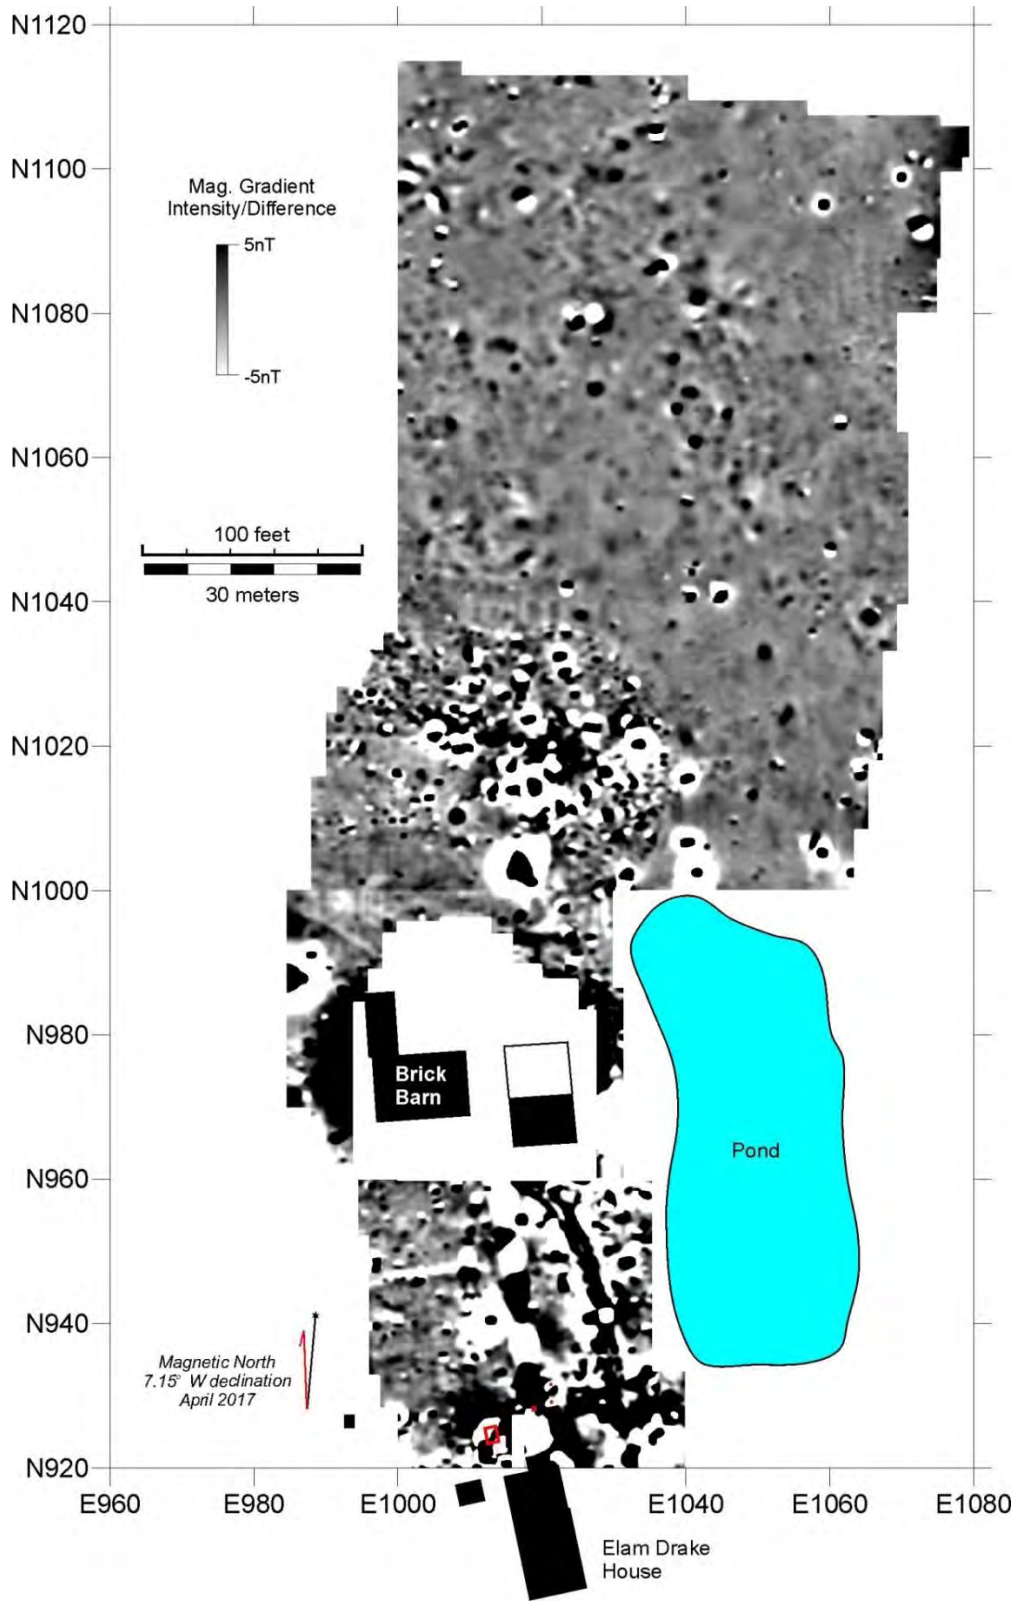 N1120
N1100
Mag. Gradient
Intensity/Difference
5nT
-5nT
N1080
N1060
100 feet
30 meters
N1040
N1020
N1000
N980
Brick
Barn
Pond
N960
N940
Magnetic North
7.15° W declination
April 2017
N920
E960
E980
E1000
E1040
E1060
E1080
Elam Drake
House